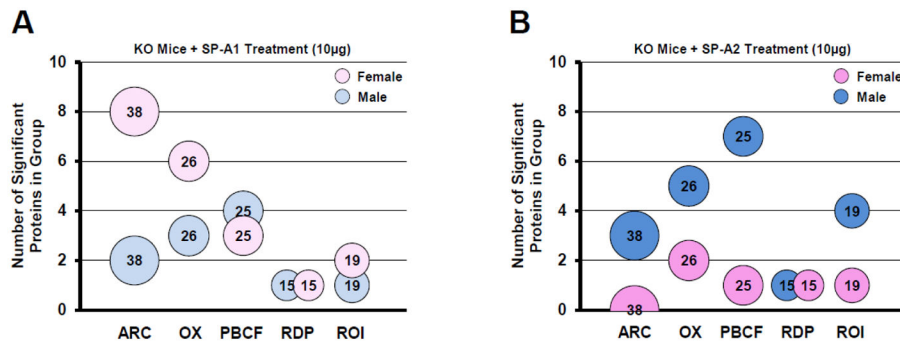 A
KO Mice + SP-A1 Treatment (10µg)
Number of Significant
Proteins in Group
10
8
6
4
2
0
Female
Male
38
26
25
26
25
38
19
15
15
19
ARC OX PBCF RDP ROI
B
KO Mice + SP-A2 Treatment (10µg)
Number of Significant
Proteins in Group
10
8
6
4
2
0
Female
Male
25
26
19
38
26
25
15
15
19
38
ARC OX PBCF RDP ROI